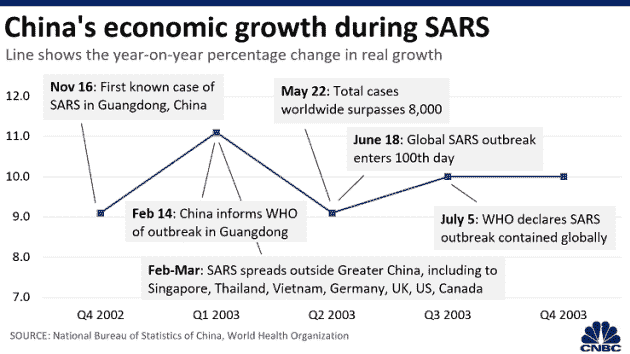 China's economic growth during SARS
Line shows the year-on-year percentage change in real growth
Nov 16: First known case of
SARS in Guangdong, China
May 22: Total cases
worldwide surpasses 8,000
June 18: Global SARS outbreak
enters 100th day
Feb 14: China informs WHO
of outbreak in Guangdong
July 5: WHO declares SARS
outbreak contained globally
Feb-Mar: SARS spreads outside Greater China, including to
Singapore, Thailand, Vietnam, Germany, UK, US, Canada
12.0
11.0
10.0
9.0
8.0
7.0
Q4 2002 Q1 2003 Q2 2003 Q3 2003 Q4 2003
SOURCE: National Bureau of Statistics of China, World Health Organization
CNBC